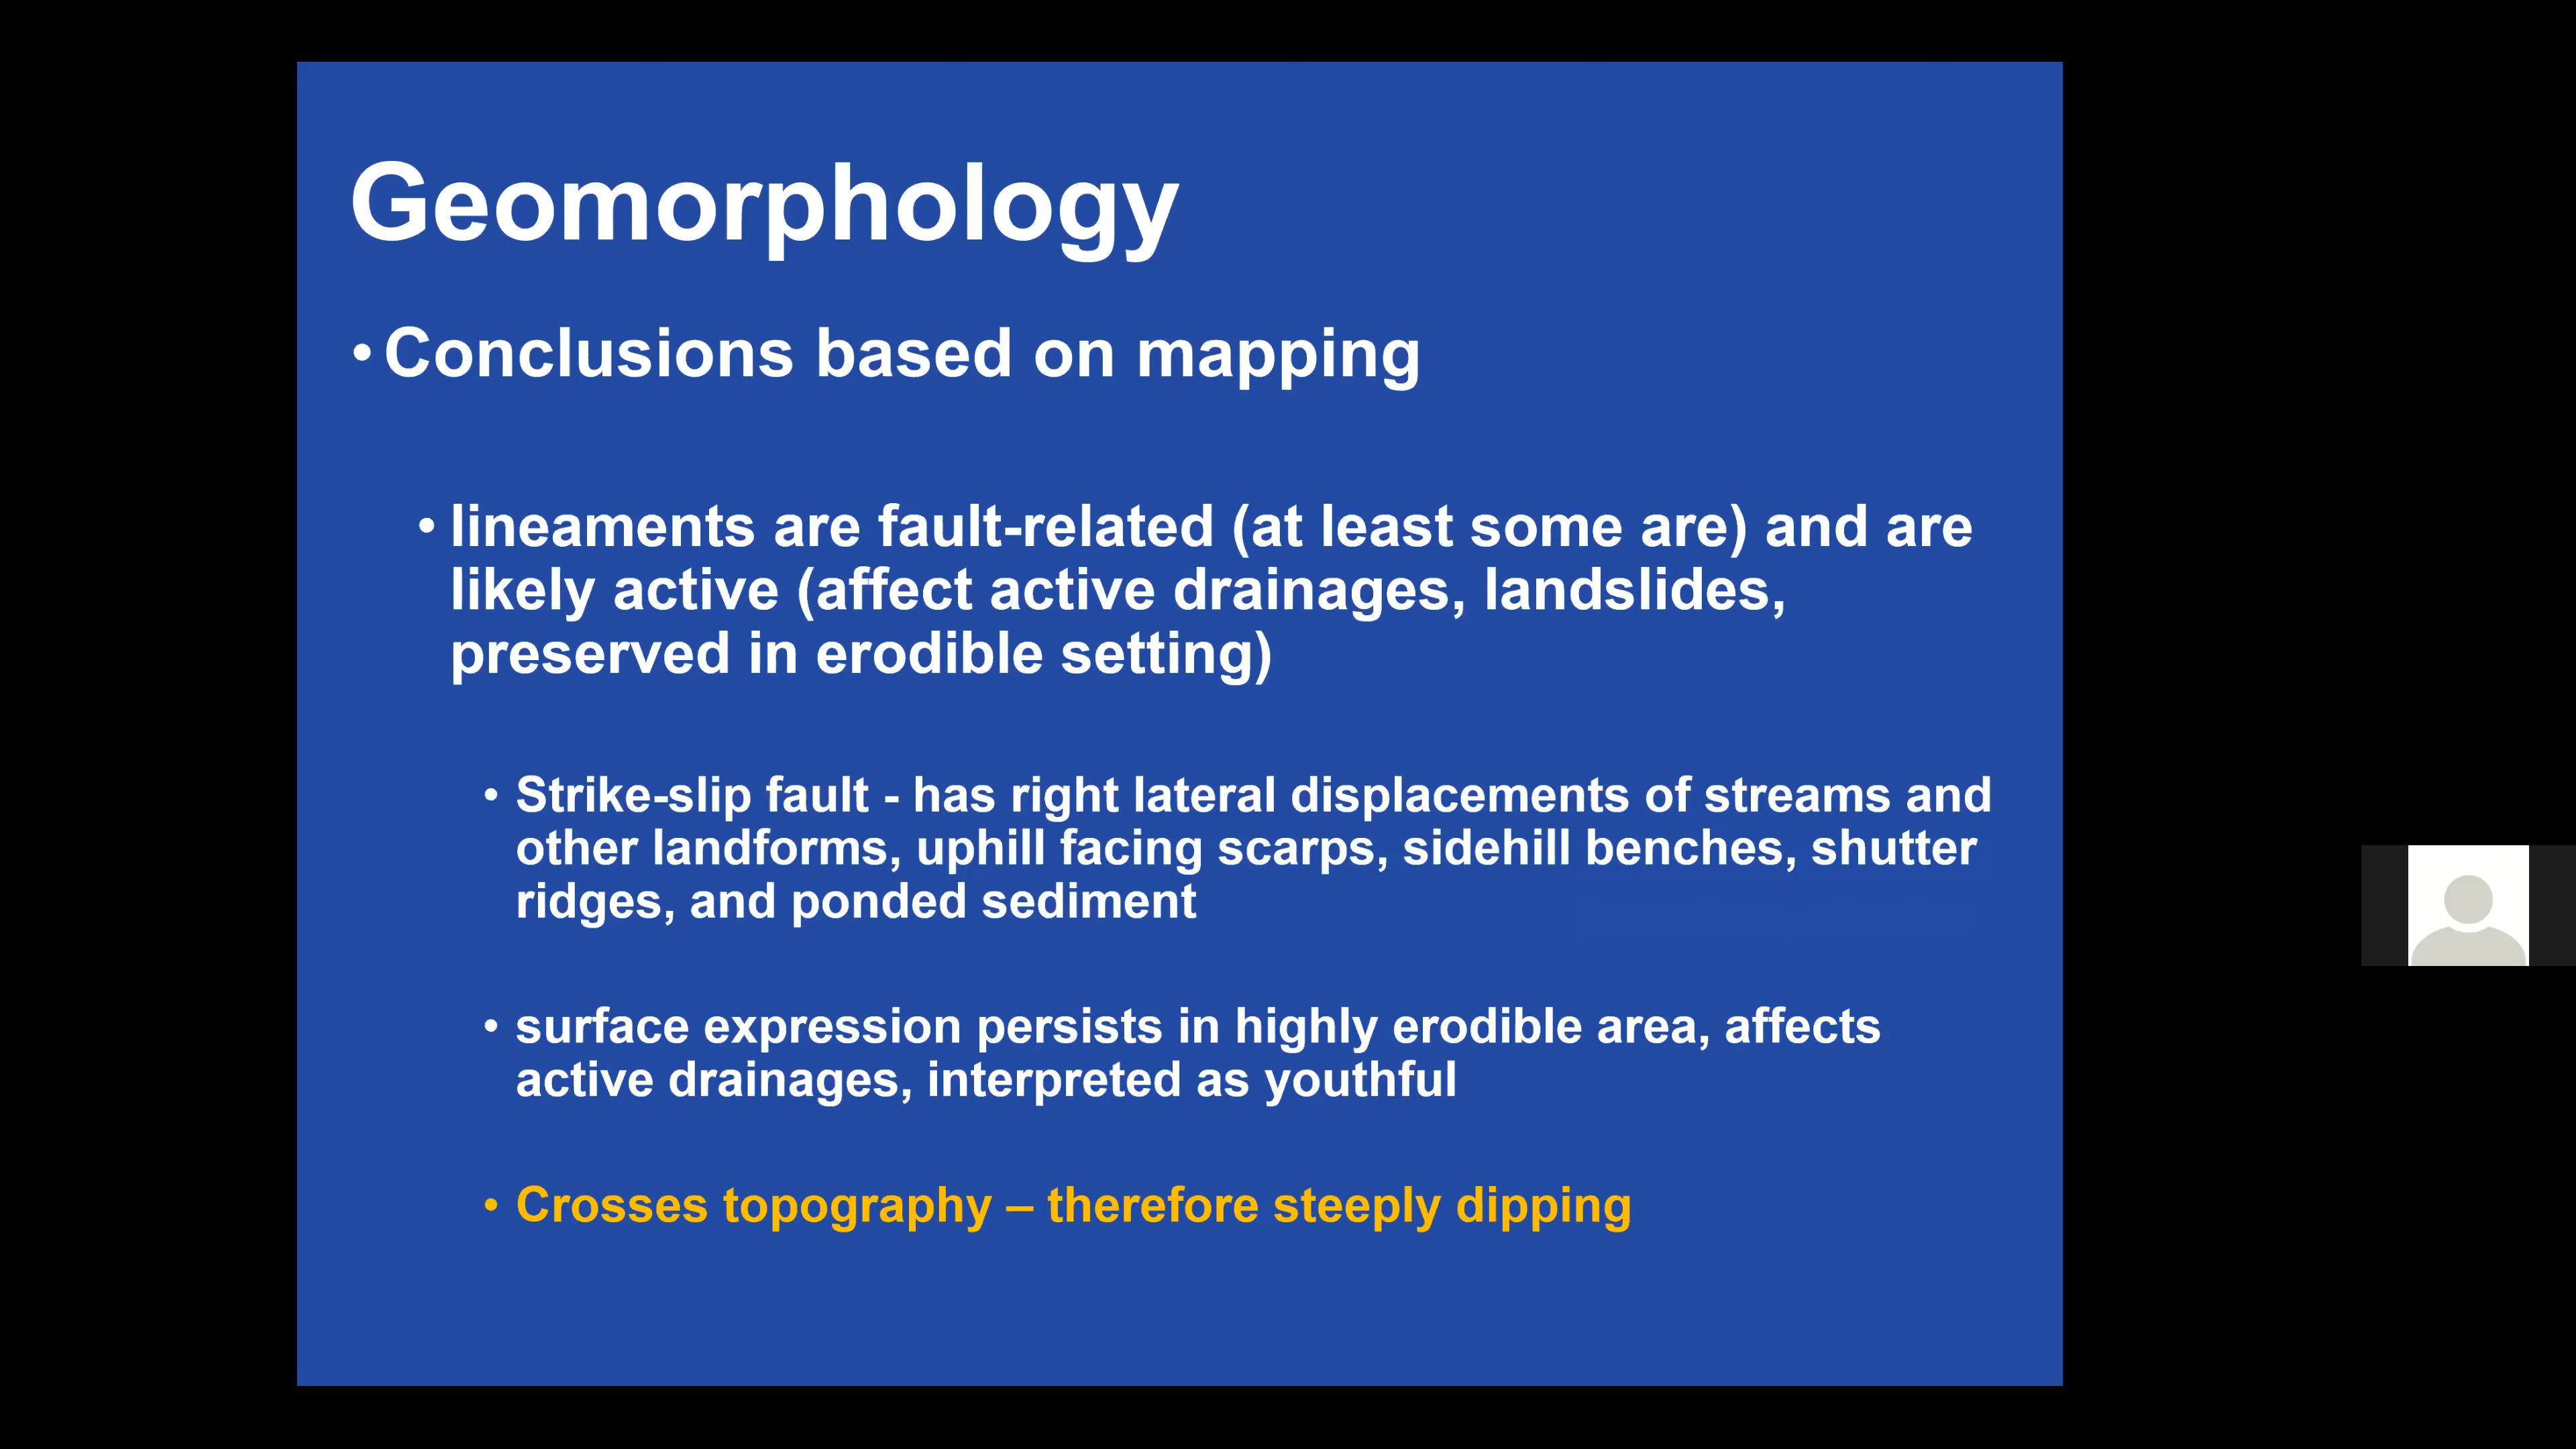 Geomorphology
• Conclusions based on mapping
• lineaments are fault-related (at least some are) and are
likely active (affect active drainages, landslides,
preserved in erodible setting)
• Strike-slip fault - has right lateral displacements of streams and
other landforms, uphill facing scarps, sidehill benches, shutter
ridges, and ponded sediment
• surface expression persists in highly erodible area, affects
active drainages, interpreted as youthful
• Crosses topography – therefore steeply dipping